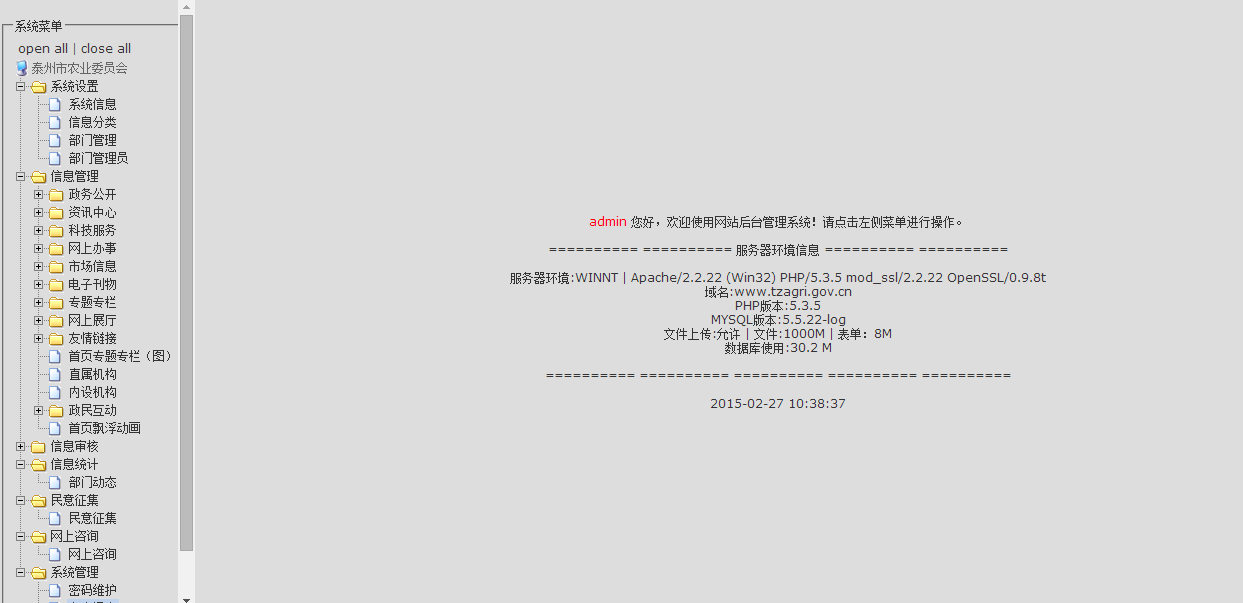 系统菜单
open all | close all
泰州市农业委员会
系统设置
系统信息
信息分类
部门管理
部门管理员
信息管理
政务公开
资讯中心
科技服务
网上办事
市场信息
电子刊物
专题专栏
网上展厅
友情链接
首页专题专栏（图）
直属机构
内设机构
政民互动
首页飘浮动画
信息审核
信息统计
部门动态
民意征集
民意征集
网上咨询
网上咨询
系统管理
密码维护
admin 您好，欢迎使用网站后台管理系统！请点击左侧菜单进行操作。
========== ========== 服务器环境信息 ========== ==========
服务器环境:WINNT | Apache/2.2.22 (Win32) PHP/5.3.5 mod_ssl/2.2.22 OpenSSL/0.9.8t
域名:www.tzagri.gov.cn
PHP版本:5.3.5
MYSQL版本:5.5.22-log
文件上传:允许 | 文件:1000M | 表单：8M
数据库使用:30.2 M
========== ========== ========== ========== ==========
2015-02-27 10:38:37